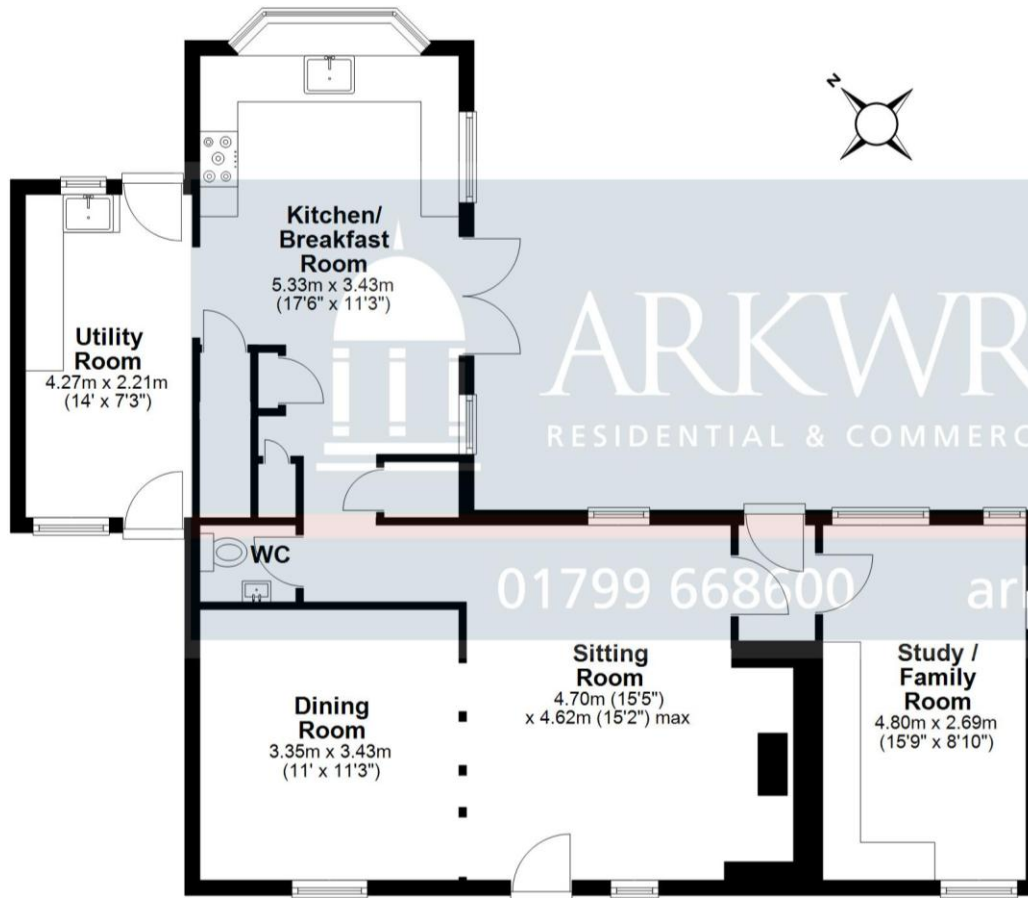 N
Kitchen/
Breakfast
Room
5.33m x 3.43m
(17'6" x 11'3")
Utility
Room
4.27m x 2.21m
(14' x 7'3")
ARKWR
RESIDENTIAL & COMMERC
WC
01799 668600
ark
Sitting
Room
4.70m (15'5")
x 4.62m (15'2") max
Study /
Family
Room
4.80m x 2.69m
(15'9" x 8'10")
Dining
Room
3.35m x 3.43m
(11' x 11'3")